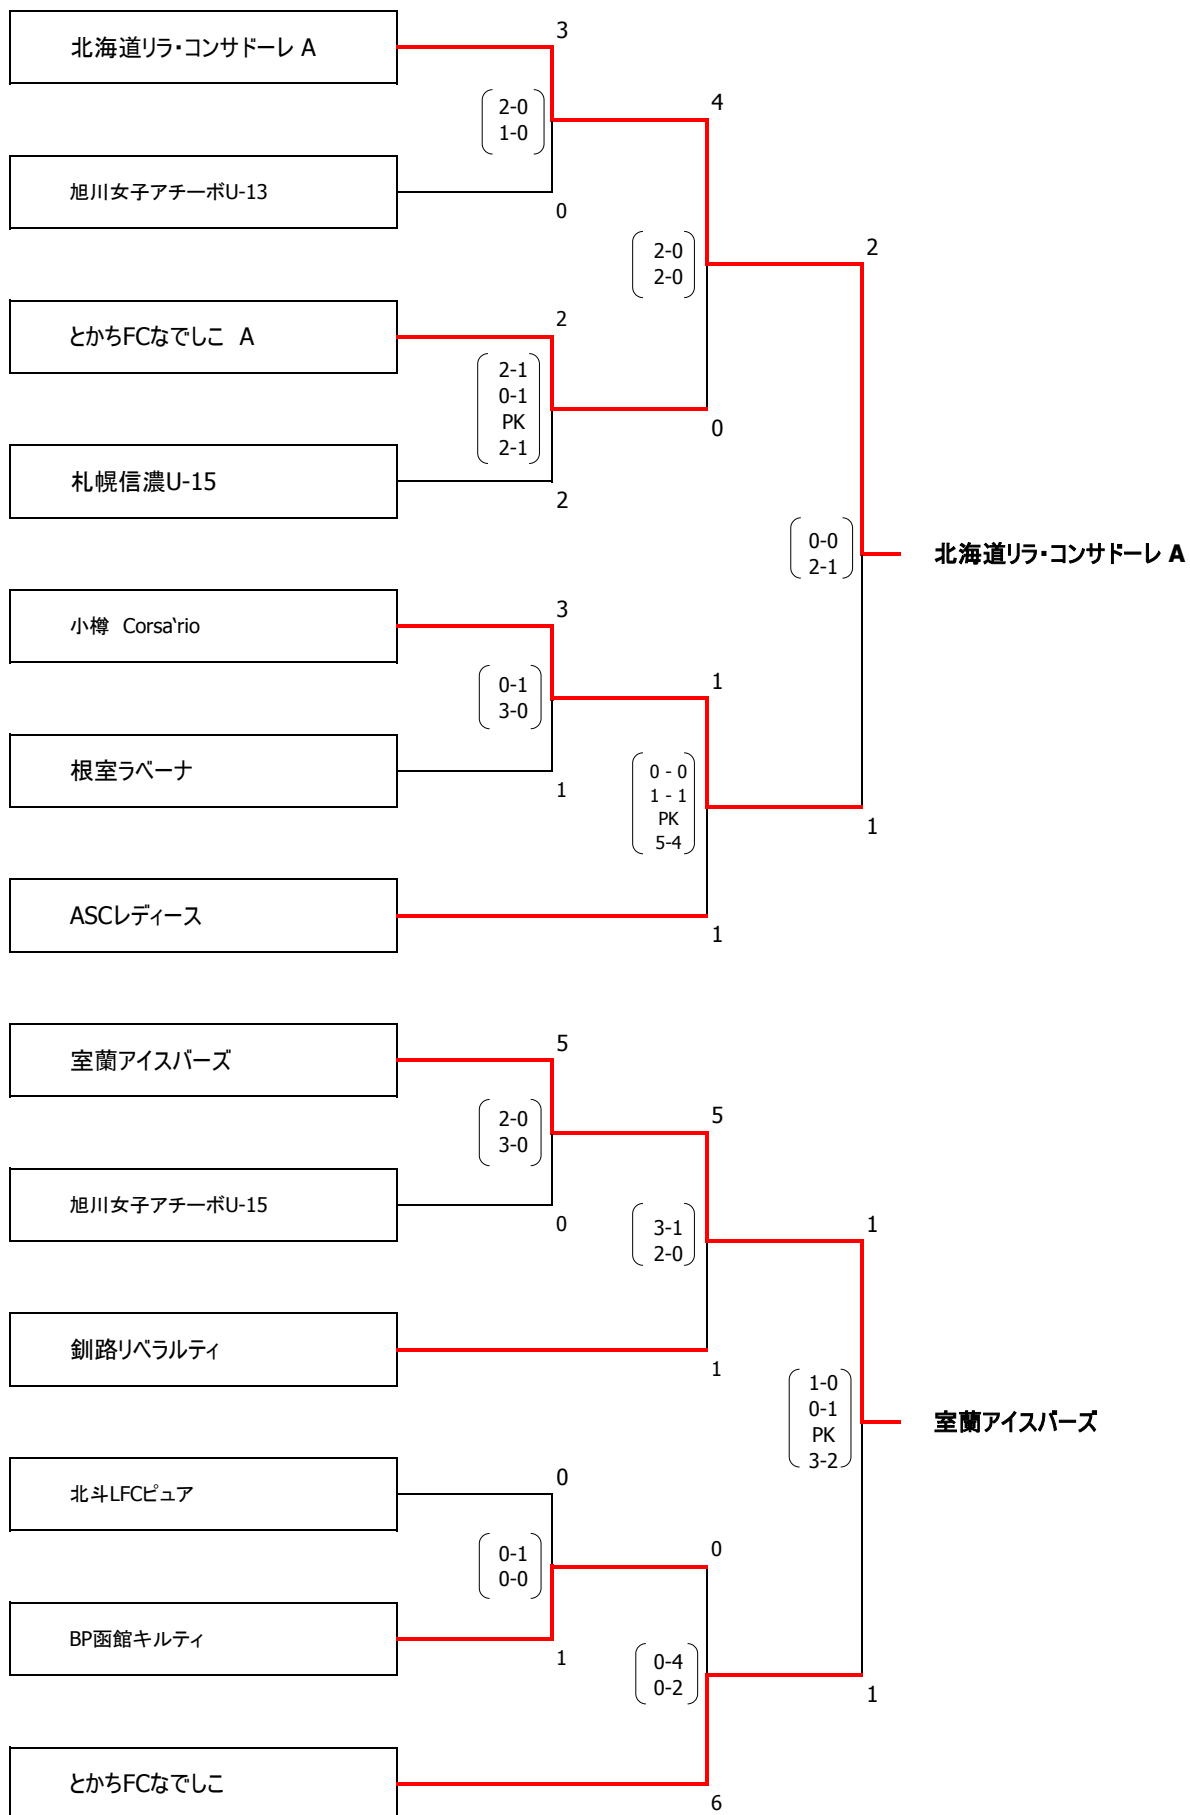 北海道リラ・コンサドーレ A
3
2-0
1-0
4
旭川女子アチーボU-13
0
2-0
2-0
2
とかちFCなでしこ A
2
2-1
0-1
PK
2-1
0
札幌信濃U-15
2
0-0
2-1
北海道リラ・コンサドーレ A
小樽 Corsa‵rio
3
0-1
3-0
1
根室ラベーナ
1
0 - 0
1 - 1
PK
5-4
1
ASCレディース
1
室蘭アイスバーズ
5
2-0
3-0
5
旭川女子アチーボU-15
0
3-1
2-0
1
釧路リベラルティ
1
1-0
0-1
PK
3-2
室蘭アイスバーズ
北斗LFCピュア
0
0-1
0-0
0
BP函館キルティ
1
0-4
0-2
1
とかちFCなでしこ
6